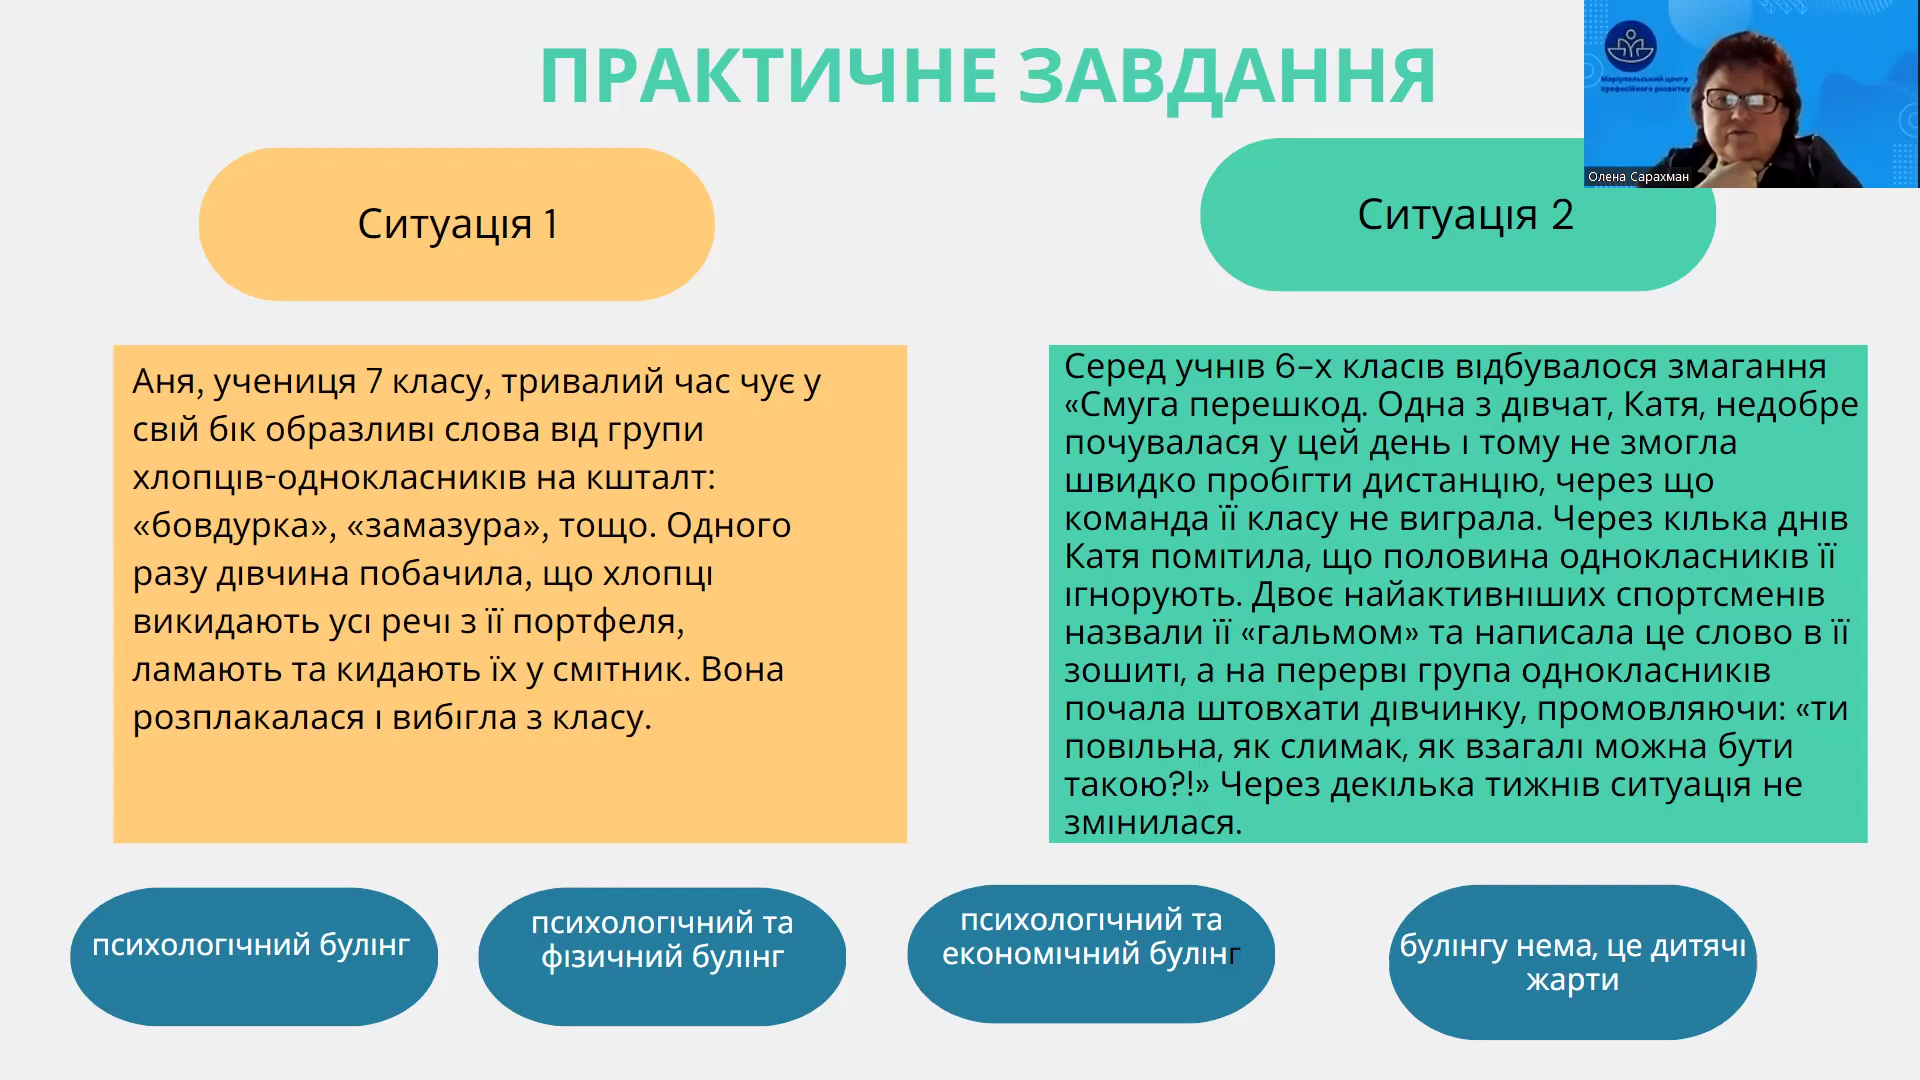 ПРАКТИЧНЕ ЗАВДАННЯ
Маріупольський центр
професійного розвитку
Олена Сарахман
Ситуація 1
Ситуація 2
Аня, учениця 7 класу, тривалий час чує у
свій бік образливі слова від групи
хлопців-однокласників на кшталт:
«бовдурка», «замазура», тощо. Одного
разу дівчина побачила, що хлопці
викидають усі речі з її портфеля,
ламають та кидають їх у смітник. Вона
розплакалася і вибігла з класу.
Серед учнів 6–х класів відбувалося змагання
«Смуга перешкод. Одна з дівчат, Катя, недобре
почувалася у цей день і тому не змогла
швидко пробігти дистанцію, через що
команда її класу не виграла. Через кілька днів
Катя помітила, що половина однокласників її
ігнорують. Двоє найактивніших спортсменів
назвали її «гальмом» та написала це слово в її
зошиті, а на перерві група однокласників
почала штовхати дівчинку, промовляючи: «ти
повільна, як слимак, як взагалі можна бути
такою?!» Через декілька тижнів ситуація не
змінилася.
психологічний булінг
психологічний та
фізичний булінг
психологічний та
економічний булінг
булінгу нема, це дитячі
жарти